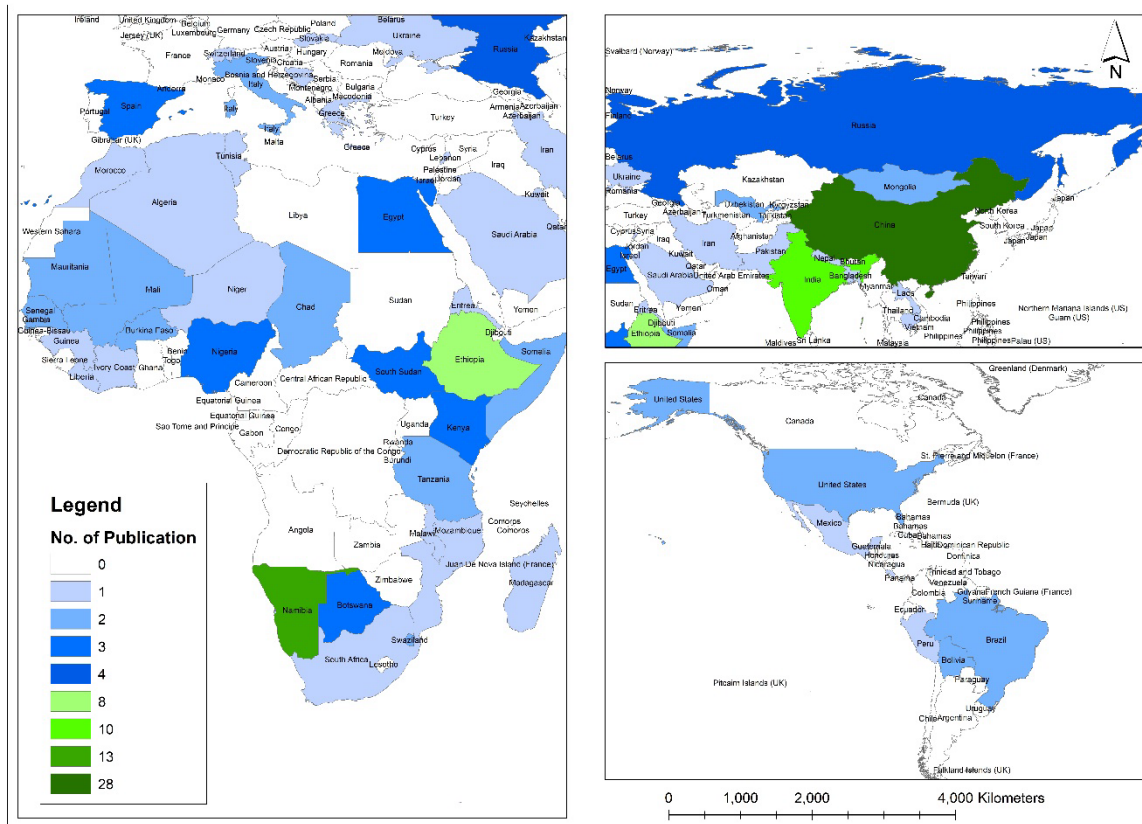 Ireland
United Kingdom
Belgium
Luxembourg
Germany
Poland
Belarus
Jersey (UK)
Czech Republic
Slovakia
Ukraine
Kazakhstan
France
Austria
Switzerland
Hungary
Moldova
Russia
Slovenia
Croatia
Romania
Monaco
Bosnia and Herzegovina
Serbia
Montenegro
Bulgaria
Georgia
Andorra
Italy
Macedonia
Albania
Armenia
Azerbaijan
Azerbaijan
Portugal
Spain
Italy
Greece
Turkey
Italy
Gibraltar (UK)
Malta
Greece
Tunisia
Cyprus
Syria
Lebanon
Iraq
Iran
Morocco
Palestine
Israel
Jordan
Kuwait
Algeria
Libya
Egypt
Saudi Arabia
Qatar
Western Sahara
Mauritania
Mali
Niger
Chad
Sudan
Eritrea
Yemen
Senegal
Gambia
Guinea-Bissau
Burkina Faso
Djibouti
Guinea
Benin
Nigeria
Somalia
Sierra Leone
Ivory Coast
Togo
Ghana
South Sudan
Ethiopia
Liberia
Cameroon
Central African Republic
Equatorial Guinea
Equatorial Guinea
Sao Tome and Principe
Gabon
Congo
Uganda
Kenya
Democratic Republic of the Congo
Rwanda
Burundi
Tanzania
Seychelles
Angola
Zambia
Malawi
Mozambique
Comoros
Comoros
Juan De Nova Island (France)
Zimbabwe
Madagascar
Namibia
Botswana
Swaziland
South Africa
Lesotho
Legend
No. of Publication
0
1
2
3
4
8
10
13
28
N
Svalbard (Norway)
Norway
Finland
Russia
Belarus
Ukraine
Romania
Kazakhstan
Mongolia
Georgia
Turkey
Azerbaijan
Uzbekistan
Kyrgyzstan
Turkmenistan
Tajikistan
North Korea
Japan
South Korea
Japan
Japan
Japan
Cyprus
Syria
Iraq
Iran
Afghanistan
China
Jordan
Israel
Kuwait
Pakistan
Nepal
Bhutan
Egypt
Qatar
Saudi Arabia
United Arab Emirates
India
Bangladesh
Taiwan
Oman
Myanmar
Laos
Sudan
Eritrea
Yemen
Thailand
Philippines
Northern Mariana Islands (US)
Guam (US)
Djibouti
Cambodia
Vietnam
Philippines
Philippines
Ethiopia
Somalia
Maldives
Sri Lanka
Malaysia
Philippines
Philippines
Palau (US)
Greenland (Denmark)
United States
Canada
Canada
St. Pierre and Miquelon (France)
United States
Bermuda (UK)
Mexico
Bahamas
Bahamas
Cuba
Bahamas
Haiti
Dominican Republic
Guatemala
Honduras
Dominica
Nicaragua
Panama
Trinidad and Tobago
Venezuela
Colombia
Guyana
French Guiana (France)
Suriname
Ecuador
Peru
Brazil
Bolivia
Pitcairn Islands (UK)
Paraguay
Uruguay
Chile
Argentina
Falkland Islands (UK)
0
1,000
2,000
4,000 Kilometers